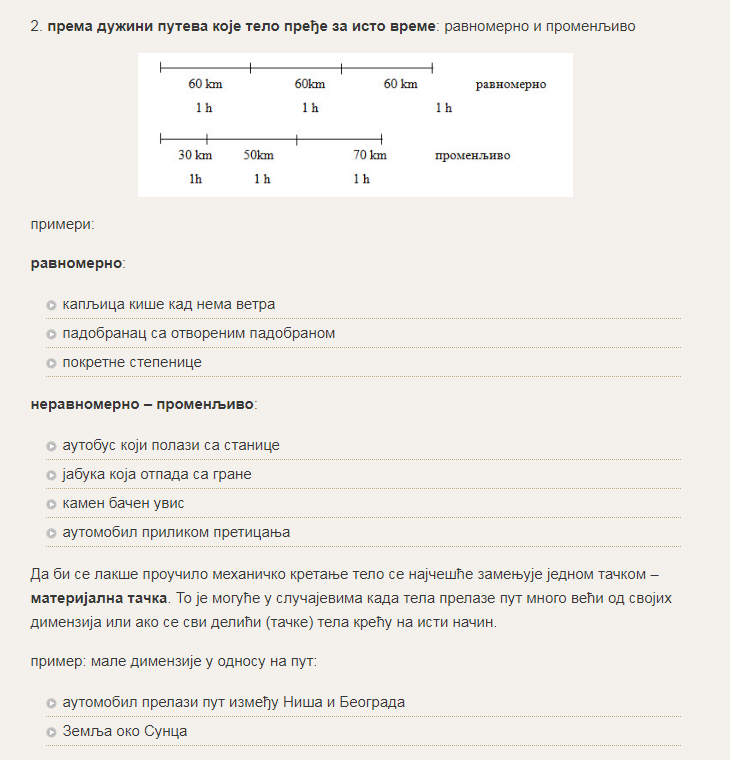 2. према дужини путева које тело пређе за исто време: равномерно и променљиво
60 km 60km 60 km равномерно
1 h 1 h 1 h
30 km 50km 70 km променљиво
1h 1 h 1 h
примери:
равномерно:
капљица кише кад нема ветра
падобранац са отвореним падобраном
покретне степенице
неравномерно – променљиво:
аутобус који полази са станице
јабука која отпада са гране
камен бачен увис
аутомобил приликом претицања
Да би се лакше проучило механичко кретање тело се најчешће замењује једном тачком –
материјална тачка. То је могуће у случајевима када тела прелазе пут много већи од својих
димензија или ако се сви делићи (тачке) тела крећу на исти начин.
пример: мале димензије у односу на пут:
аутомобил прелази пут између Ниша и Београда
Земља око Сунца